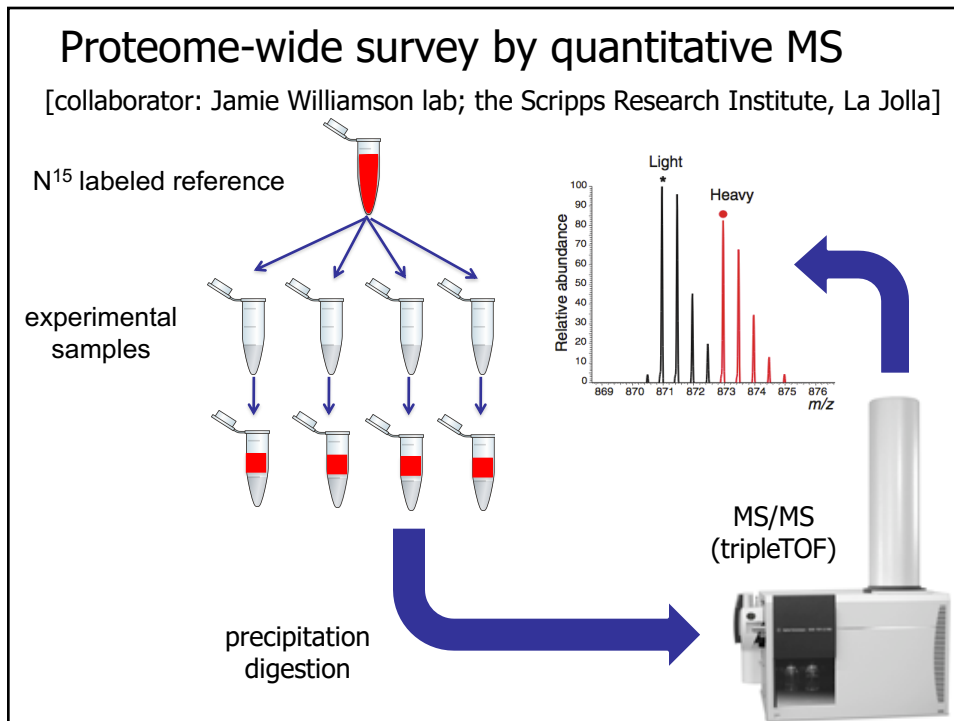 Proteome-wide survey by quantitative MS
[collaborator: Jamie Williamson lab; the Scripps Research Institute, La Jolla]
N15 labeled reference
experimental
samples
Light
*
Heavy
Relative abundance
100
90
80
70
60
50
40
30
20
10
0
869 870 871 872 873 874 875 876
m/z
MS/MS
(tripleTOF)
precipitation
digestion